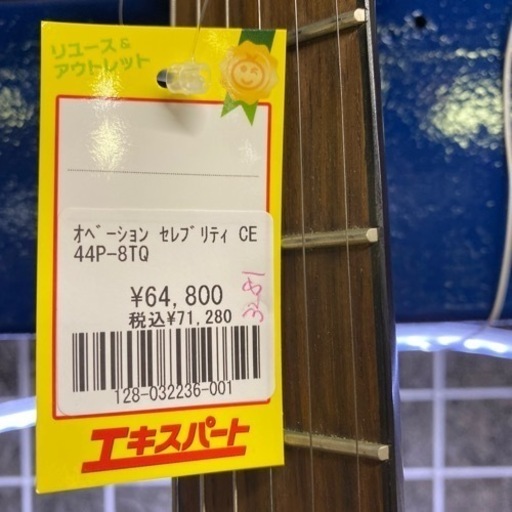 リユース&
アウトレット
ｵﾍﾞｰｼｮﾝ ｾﾚﾌﾞﾘﾃｨ CE
44P-8TQ
¥64,800
税込¥71,280
128-032236-001
エキスパート